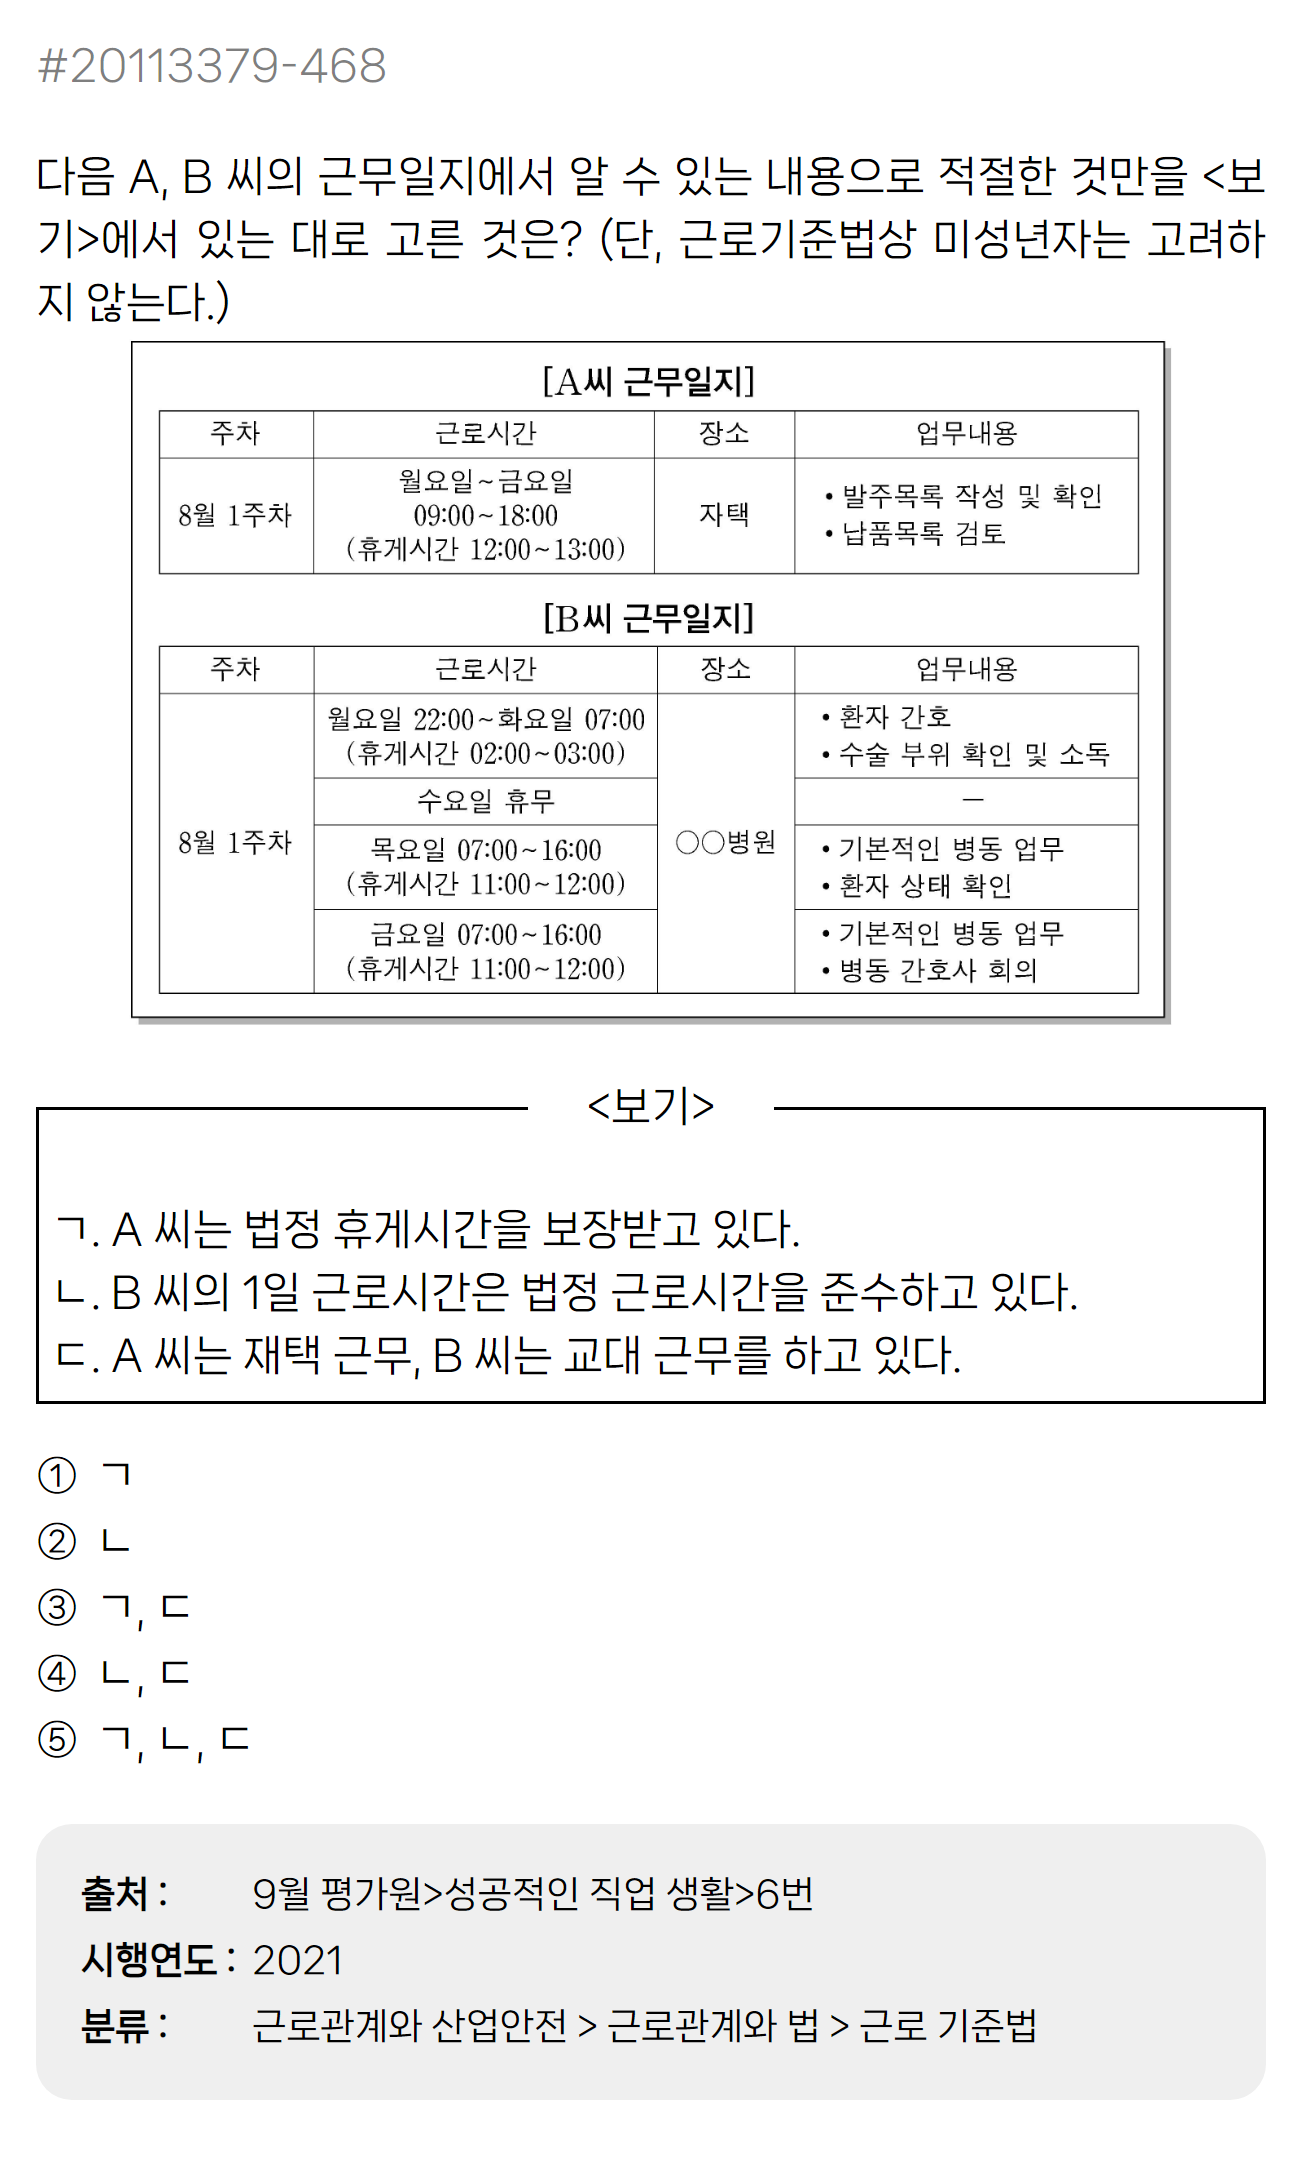 #20113379-468
다음 A, B 씨의 근무일지에서 알 수 있는 내용으로 적절한 것만을 <보
기>에서 있는 대로 고른 것은? (단, 근로기준법상 미성년자는 고려하
지 않는다.)
[A씨 근무일지]
주차 근로시간 장소 업무내용
8월 1주차
월요일~금요일
09:00~18:00
(휴게시간 12:00~13:00)
자택
• 발주목록 작성 및 확인
• 납품목록 검토
[B씨 근무일지]
주차 근로시간 장소 업무내용
8월 1주차
월요일 22:00~화요일 07:00
(휴게시간 02:00~03:00)
○○병원
• 환자 간호
• 수술 부위 확인 및 소독
수요일 휴무
—
목요일 07:00~16:00
(휴게시간 11:00~12:00)
• 기본적인 병동 업무
• 환자 상태 확인
금요일 07:00~16:00
(휴게시간 11:00~12:00)
• 기본적인 병동 업무
• 병동 간호사 회의
<보기>
ㄱ. A 씨는 법정 휴게시간을 보장받고 있다.
ㄴ. B 씨의 1일 근로시간은 법정 근로시간을 준수하고 있다.
ㄷ. A 씨는 재택 근무, B 씨는 교대 근무를 하고 있다.
① ㄱ
② ㄴ
③ ㄱ, ㄷ
④ ㄴ, ㄷ
⑤ ㄱ, ㄴ, ㄷ
출처 : 9월 평가원>성공적인 직업 생활>6번
시행연도 : 2021
분류 : 근로관계와 산업안전 > 근로관계와 법 > 근로 기준법